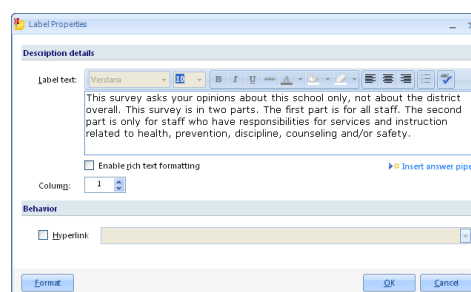 Label Properties
Description details
Label text:
Verdana 10 B I U abc A
This survey asks your opinions about this school only, not about the district
overall. This survey is in two parts. The first part is for all staff. The second
part is only for staff who have responsibilities for services and instruction
related to health, prevention, discipline, counseling and/or safety.
Enable rich text formatting
Insert answer pipe
Column: 1
Behavior
Hyperlink
Format OK Cancel